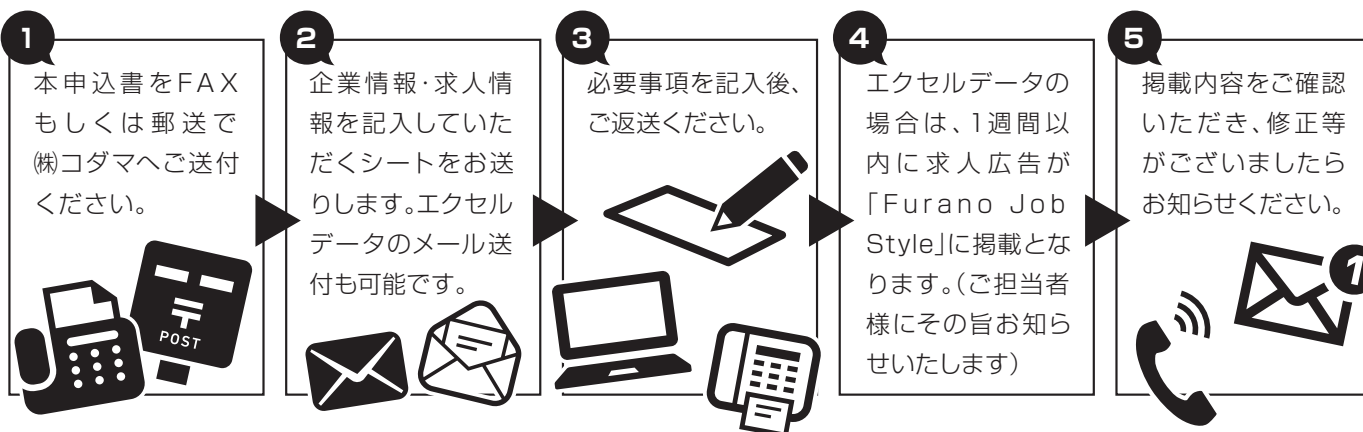 1
本申込書をFAX
もしくは郵送で
㈱コダマへご送付
ください。
POST
2
企業情報・求人情
報を記入していた
だくシートをお送
りします。エクセル
データのメール送
付も可能です。
3
必要事項を記入後、
ご返送ください。
4
エクセルデータの
場合は、1週間以
内に求人広告が
「Furano Job
Style」に掲載とな
ります。(ご担当者
様にその旨お知ら
せいたします)
5
掲載内容をご確認
いただき、修正等
がございましたら
お知らせください。
1